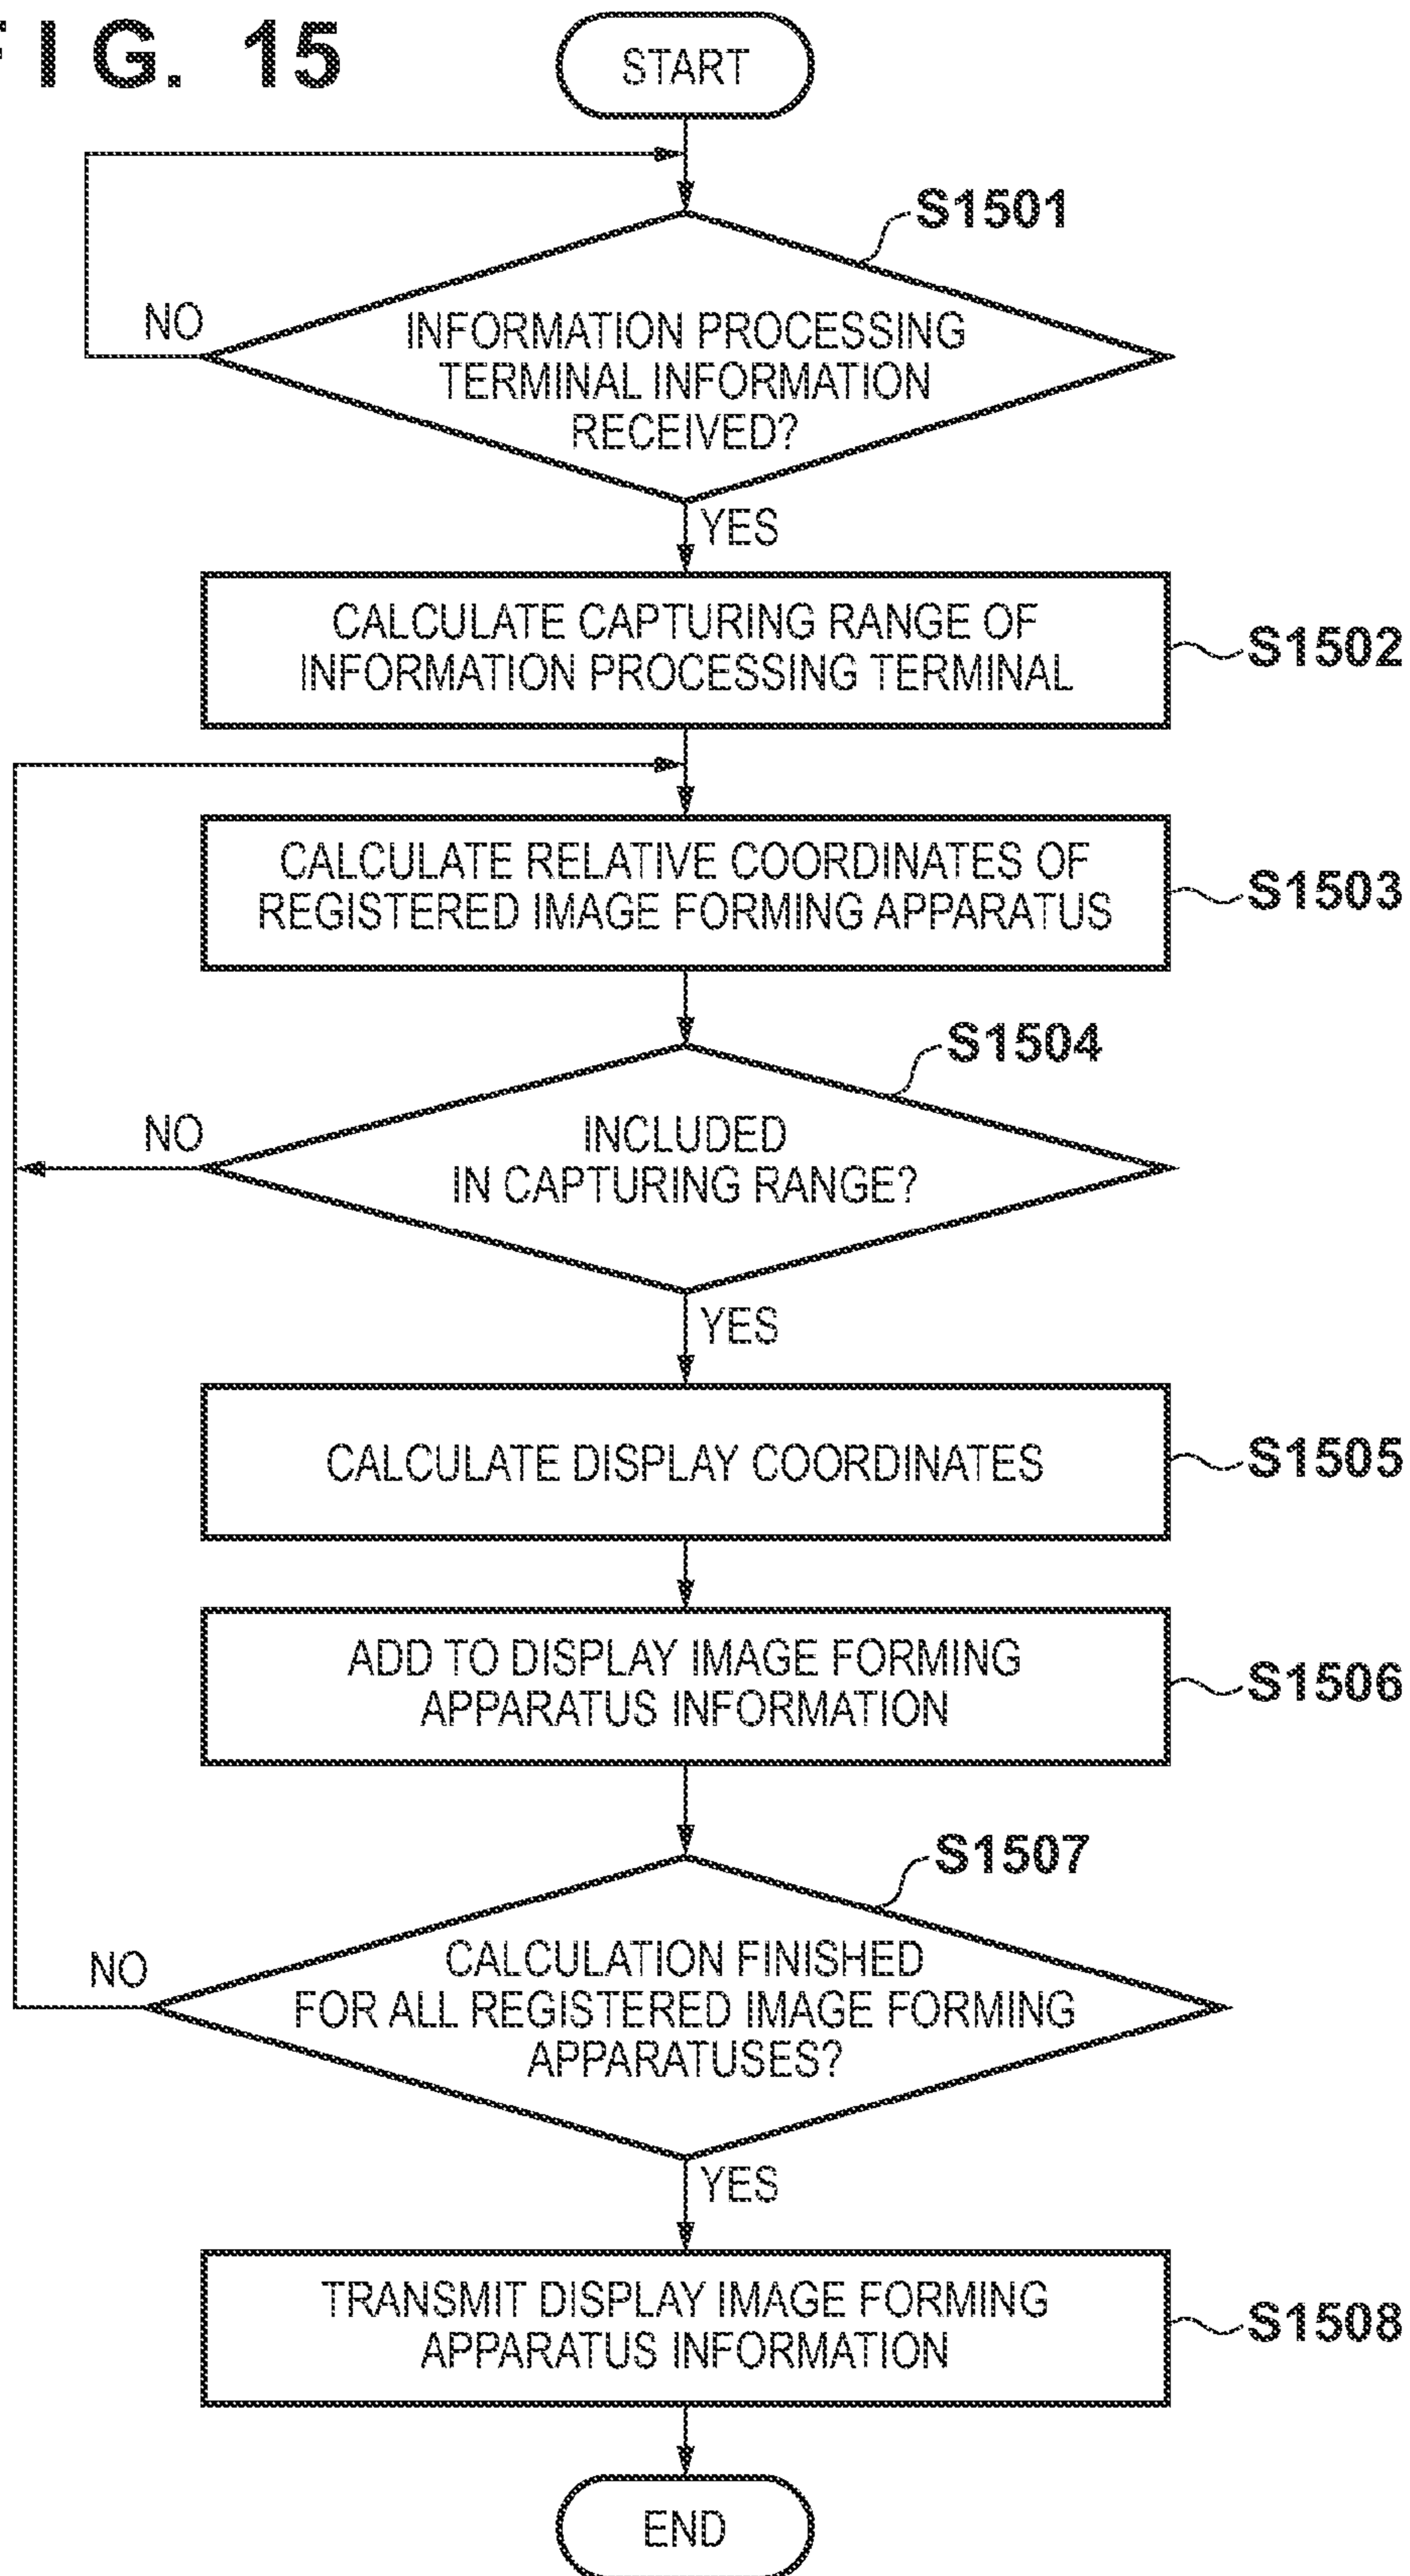 FIG. 15
START
S1501
NO
INFORMATION PROCESSING
TERMINAL INFORMATION
RECEIVED?
YES
CALCULATE CAPTURING RANGE OF
INFORMATION PROCESSING TERMINAL
S1502
CALCULATE RELATIVE COORDINATES OF
REGISTERED IMAGE FORMING APPARATUS
S1503
S1504
NO
INCLUDED
IN CAPTURING RANGE?
YES
CALCULATE DISPLAY COORDINATES
S1505
ADD TO DISPLAY IMAGE FORMING
APPARATUS INFORMATION
S1506
S1507
NO
CALCULATION FINISHED
FOR ALL REGISTERED IMAGE FORMING
APPARATUSES?
YES
TRANSMIT DISPLAY IMAGE FORMING
APPARATUS INFORMATION
S1508
END